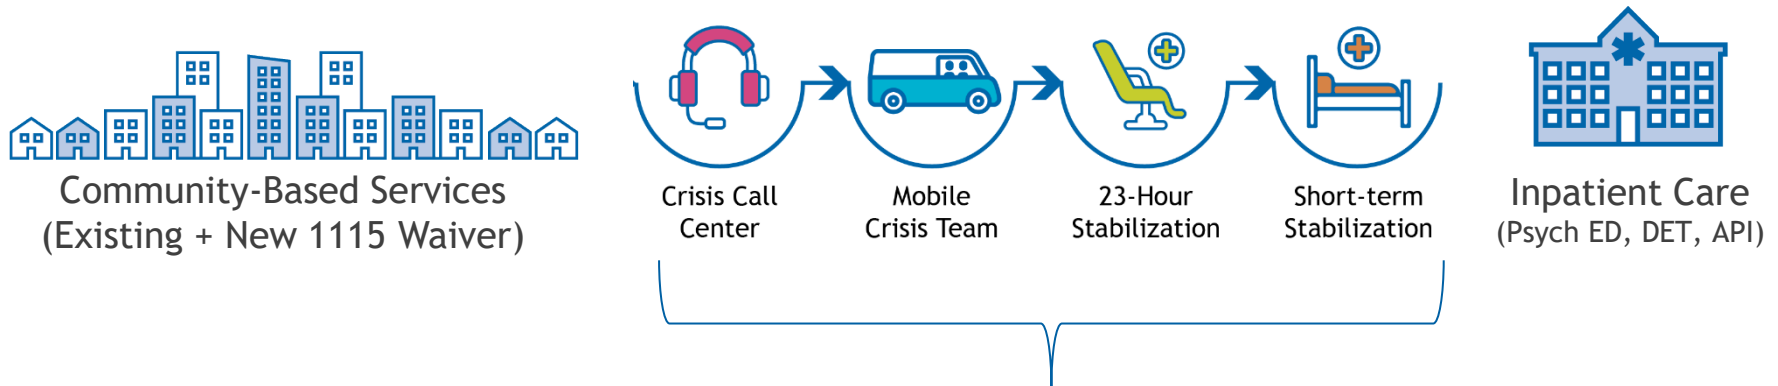 Community-Based Services
(Existing + New 1115 Waiver)
Crisis Call
Center
Mobile
Crisis Team
23-Hour
Stabilization
Short-term
Stabilization
Inpatient Care
(Psych ED, DET, API)